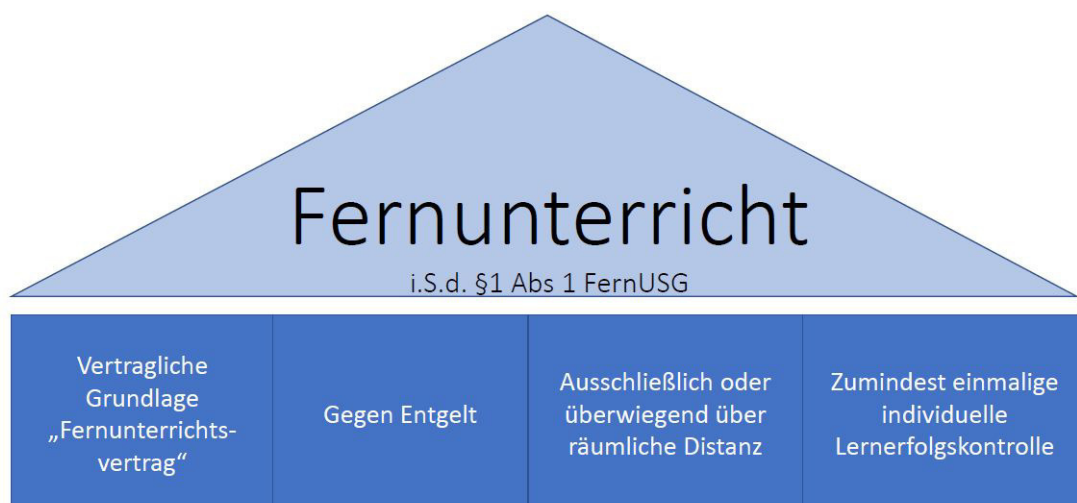 Fernunterricht
i.S.d. §1 Abs 1 FernUSG
Vertragliche
Grundlage
„Fernunterrichts-
vertrag“
Gegen Entgelt
Ausschließlich oder
überwiegend über
räumliche Distanz
Zumindest einmalige
individuelle
Lernerfolgskontrolle